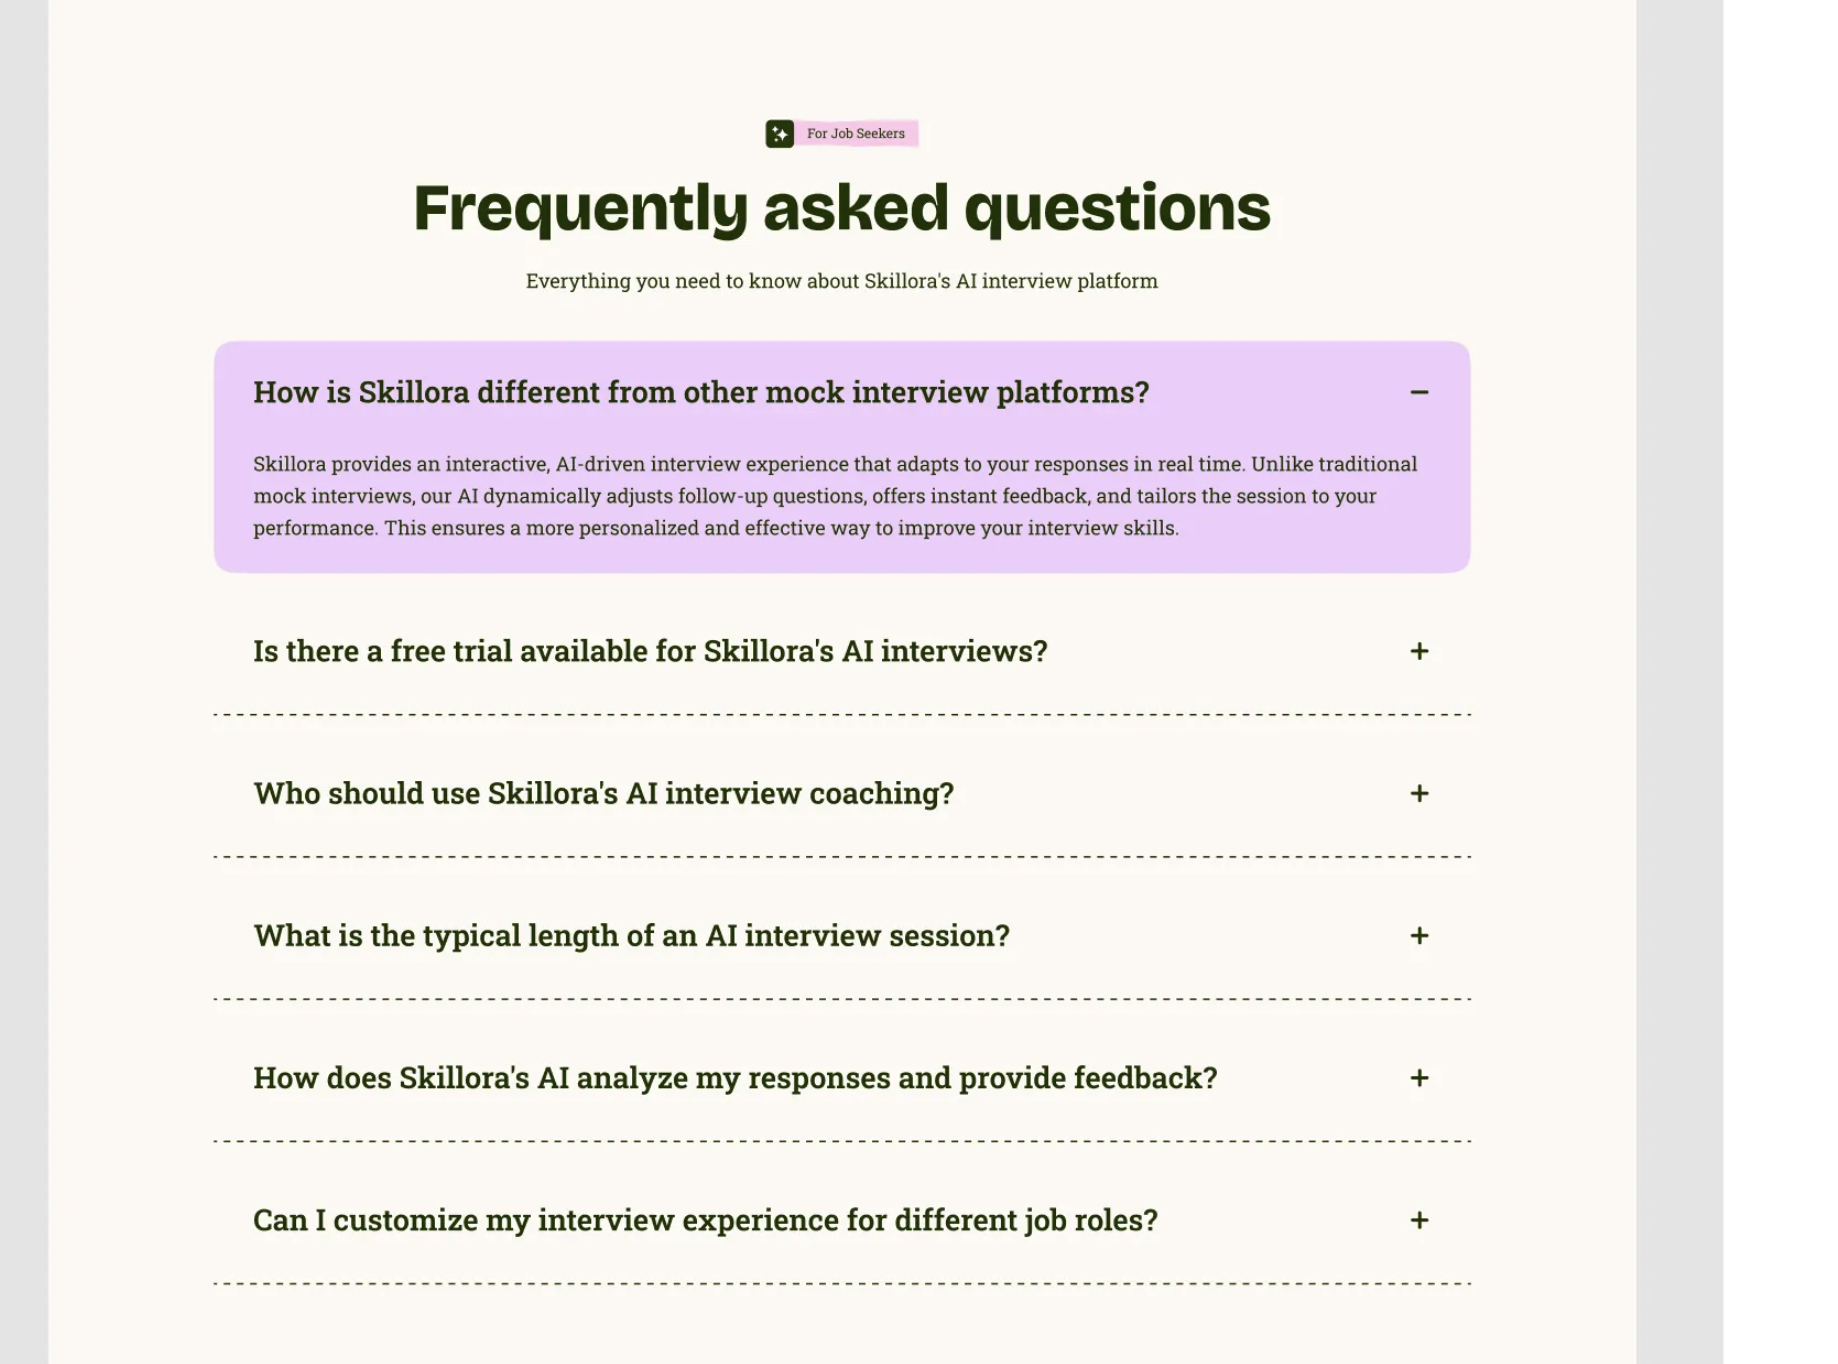 For Job Seekers
Frequently asked questions
Everything you need to know about Skillora's AI interview platform
How is Skillora different from other mock interview platforms?
Skillora provides an interactive, AI-driven interview experience that adapts to your responses in real time. Unlike traditional
mock interviews, our AI dynamically adjusts follow-up questions, offers instant feedback, and tailors the session to your
performance. This ensures a more personalized and effective way to improve your interview skills.
Is there a free trial available for Skillora's AI interviews?
Who should use Skillora's AI interview coaching?
What is the typical length of an AI interview session?
How does Skillora's AI analyze my responses and provide feedback?
Can I customize my interview experience for different job roles?